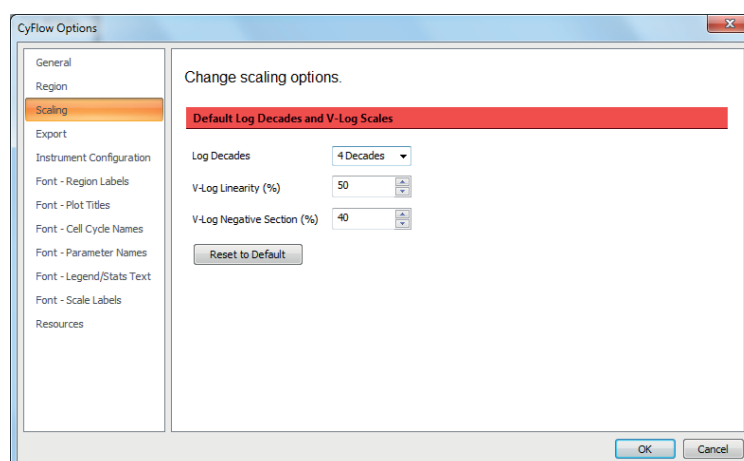 CyFlow Options
General
Region
Scaling
Export
Instrument Configuration
Font - Region Labels
Font - Plot Titles
Font - Cell Cycle Names
Font - Parameter Names
Font - Legend/Stats Text
Font - Scale Labels
Resources
Change scaling options.
Default Log Decades and V-Log Scales
Log Decades 4 Decades
V-Log Linearity (%) 50
V-Log Negative Section (%) 40
Reset to Default
OK Cancel